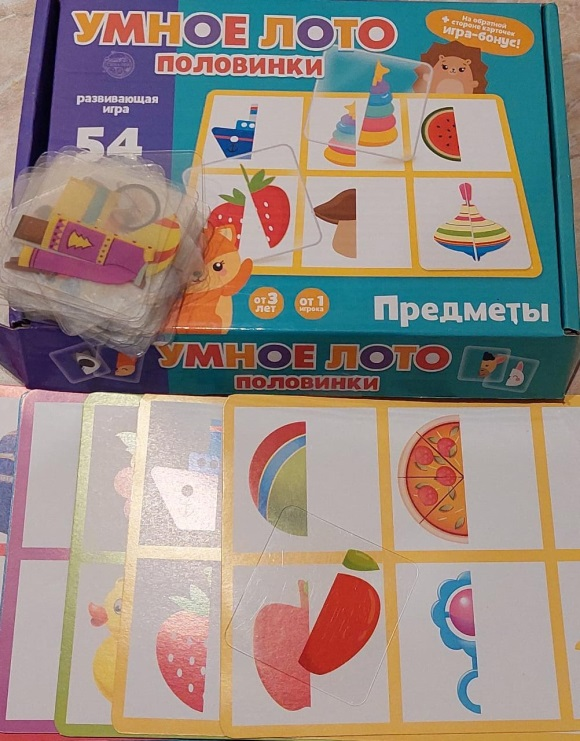 УМНОЕ ЛОТО
ПОЛОВИНКИ
+ На обратной
стороне карточек
игра-бонус!
развивающая
игра
54
от 3
лет
от 1
игрока
Предметы
УМНОЕ ЛОТО
ПОЛОВИНКИ